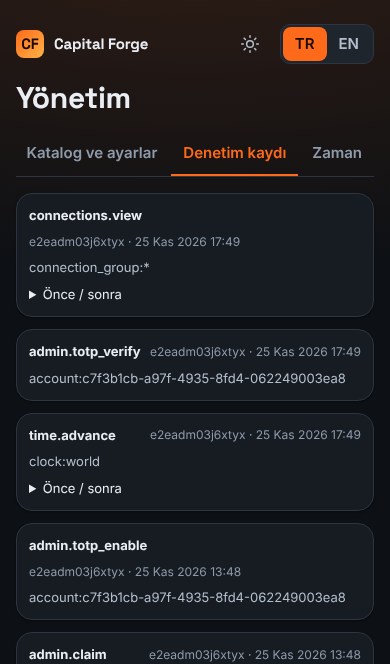 CF Capital Forge TR EN
Yönetim
Katalog ve ayarlar Denetim kaydı Zaman
connections.view
e2eadm03j6xtyx · 25 Kas 2026 17:49
connection_group:*
▶ Önce / sonra
admin.totp_verify e2eadm03j6xtyx · 25 Kas 2026 17:49
account:c7f3b1cb-a97f-4935-8fd4-062249003ea8
time.advance e2eadm03j6xtyx · 25 Kas 2026 17:49
clock:world
▶ Önce / sonra
admin.totp_enable
e2eadm03j6xtyx · 25 Kas 2026 13:48
account:c7f3b1cb-a97f-4935-8fd4-062249003ea8
admin.claim e2eadm03j6xtyx · 25 Kas 2026 13:48